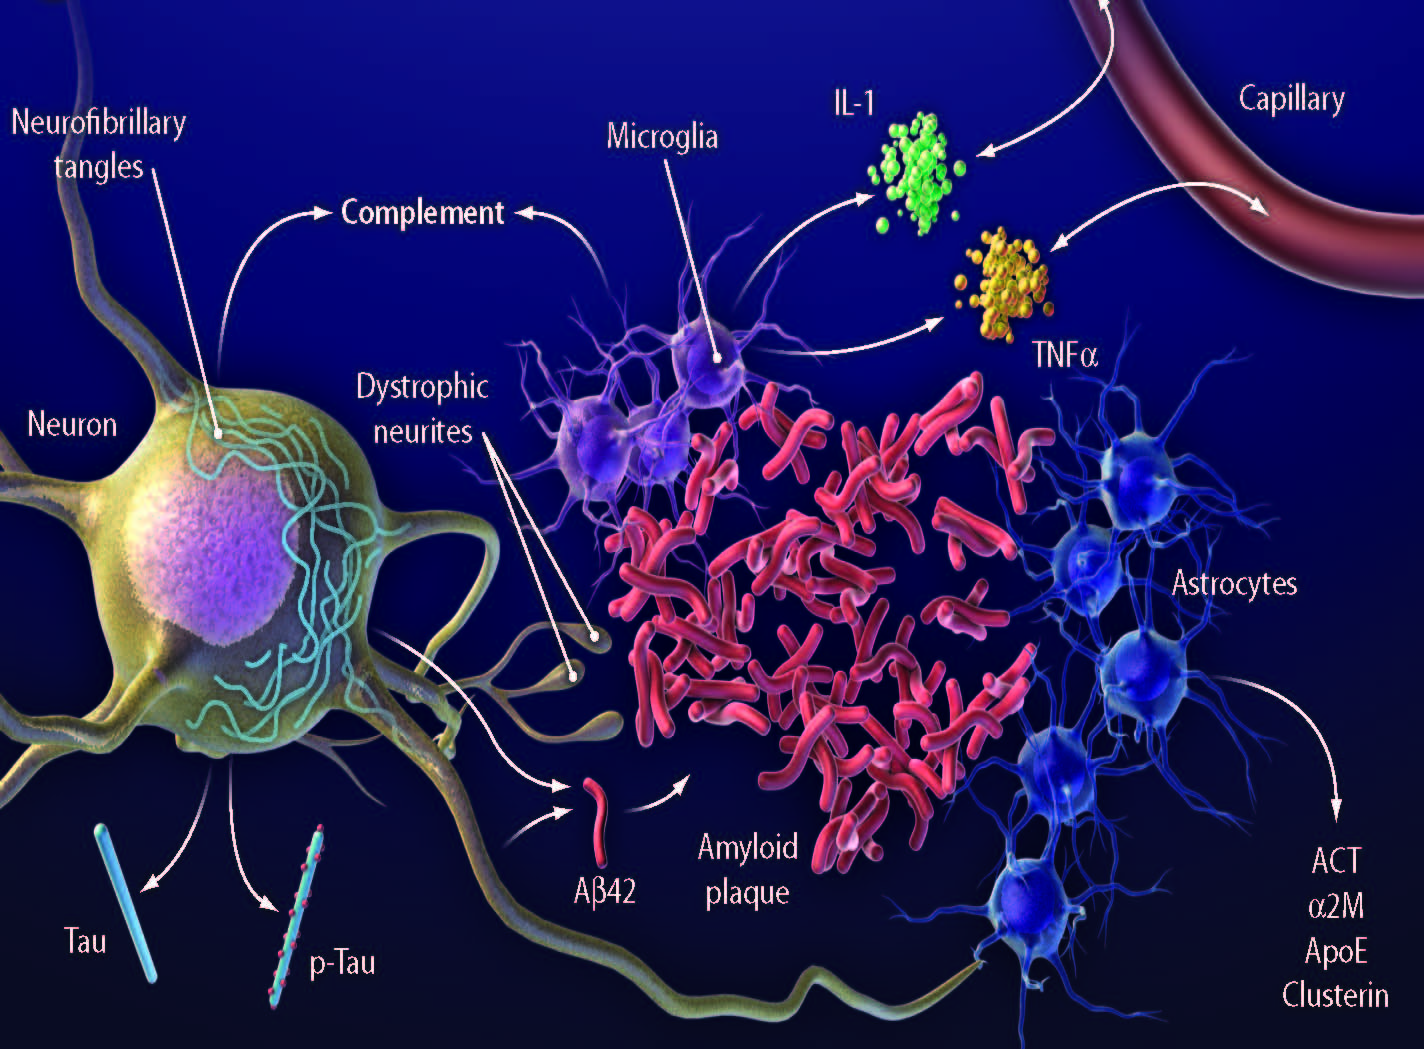 Neurofibrillary
tangles
Complement
Microglia
IL-1
Capillary
TNFα
Neuron
Dystrophic
neurites
Astrocytes
Amyloid
plaque
Aβ42
Tau
p-Tau
ACT
α2M
ApoE
Clusterin